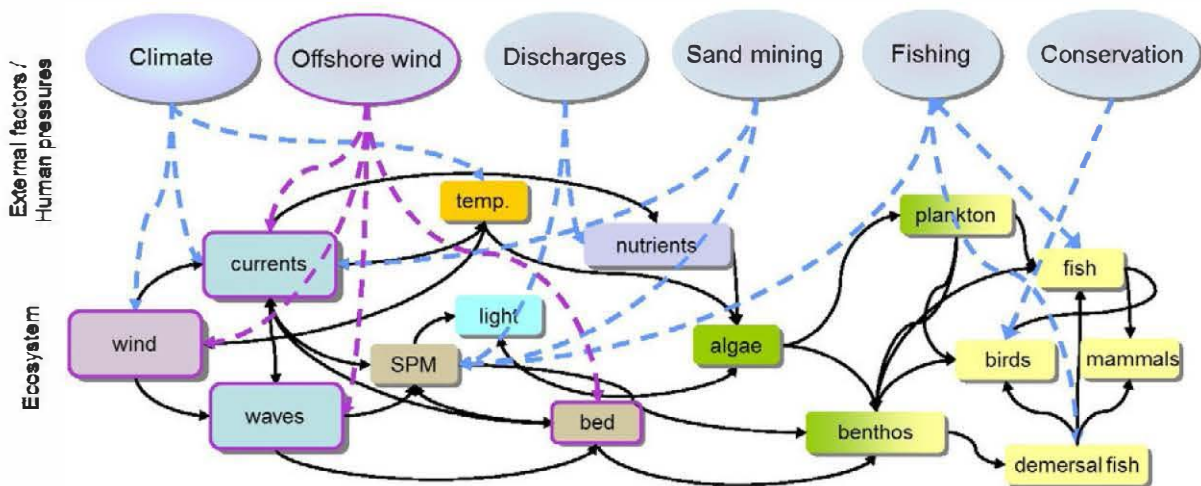 External factors /
Human pressures
Ecosystem
Climate
Offshore wind
Discharges
Sand mining
Fishing
Conservation
temp.
plankton
nutrients
currents
fish
light
wind
algae
SPM
birds
mammals
waves
bed
benthos
demersal fish